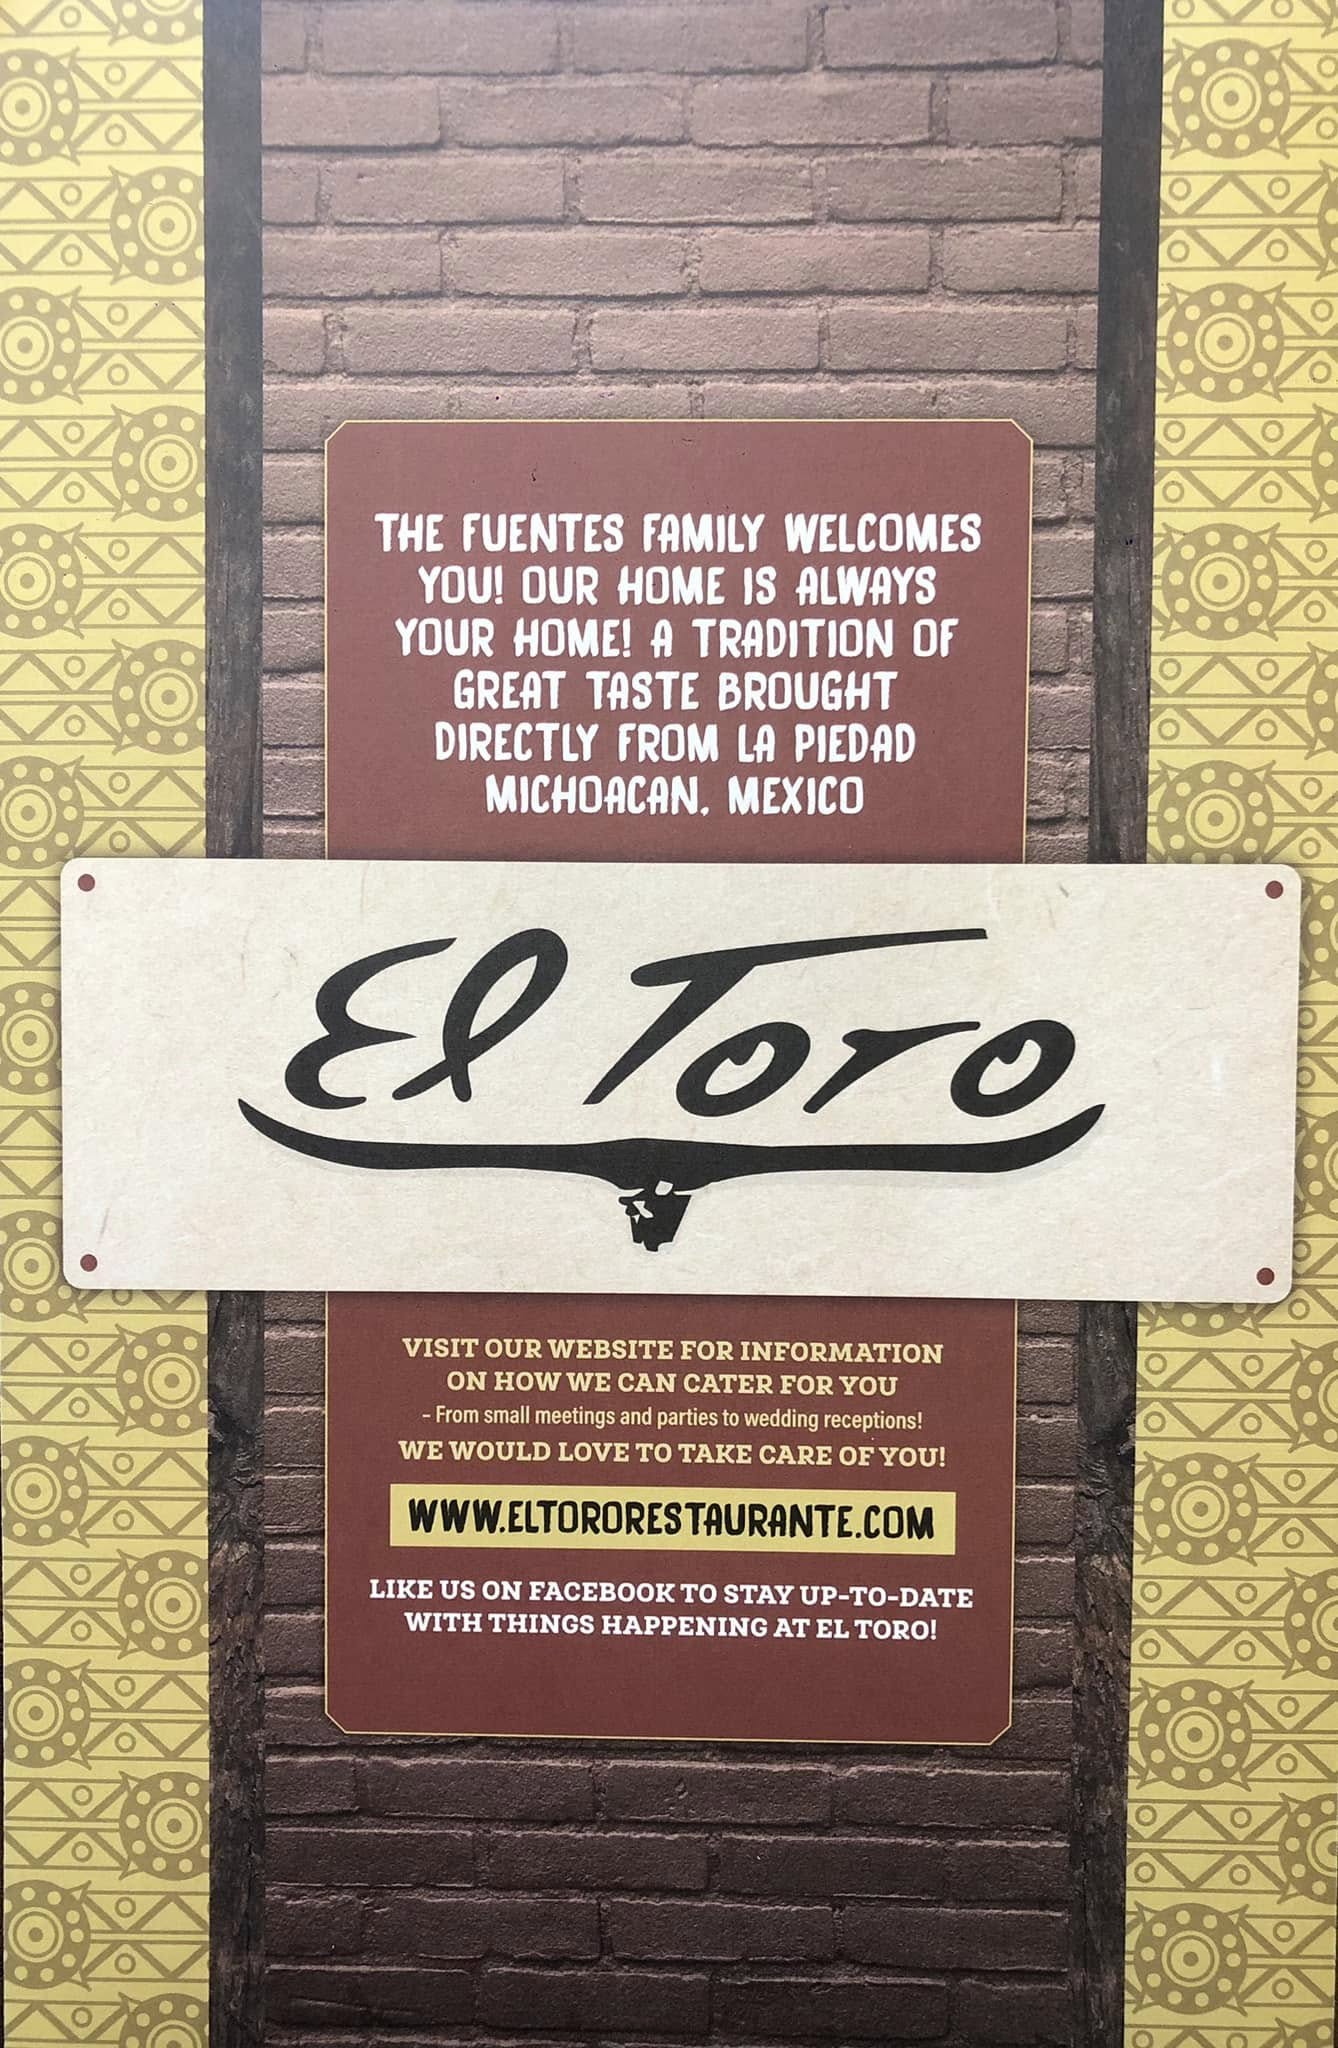 THE FUENTES FAMILY WELCOMES
YOU! OUR HOME IS ALWAYS
YOUR HOME! A TRADITION OF
GREAT TASTE BROUGHT
DIRECTLY FROM LA PIEDAD
MICHOACAN, MEXICO
El Toro
VISIT OUR WEBSITE FOR INFORMATION
ON HOW WE CAN CATER FOR YOU
- From small meetings and parties to wedding receptions!
WE WOULD LOVE TO TAKE CARE OF YOU!
WWW.ELTORORESTAURANTE.COM
LIKE US ON FACEBOOK TO STAY UP-TO-DATE
WITH THINGS HAPPENING AT EL TORO!